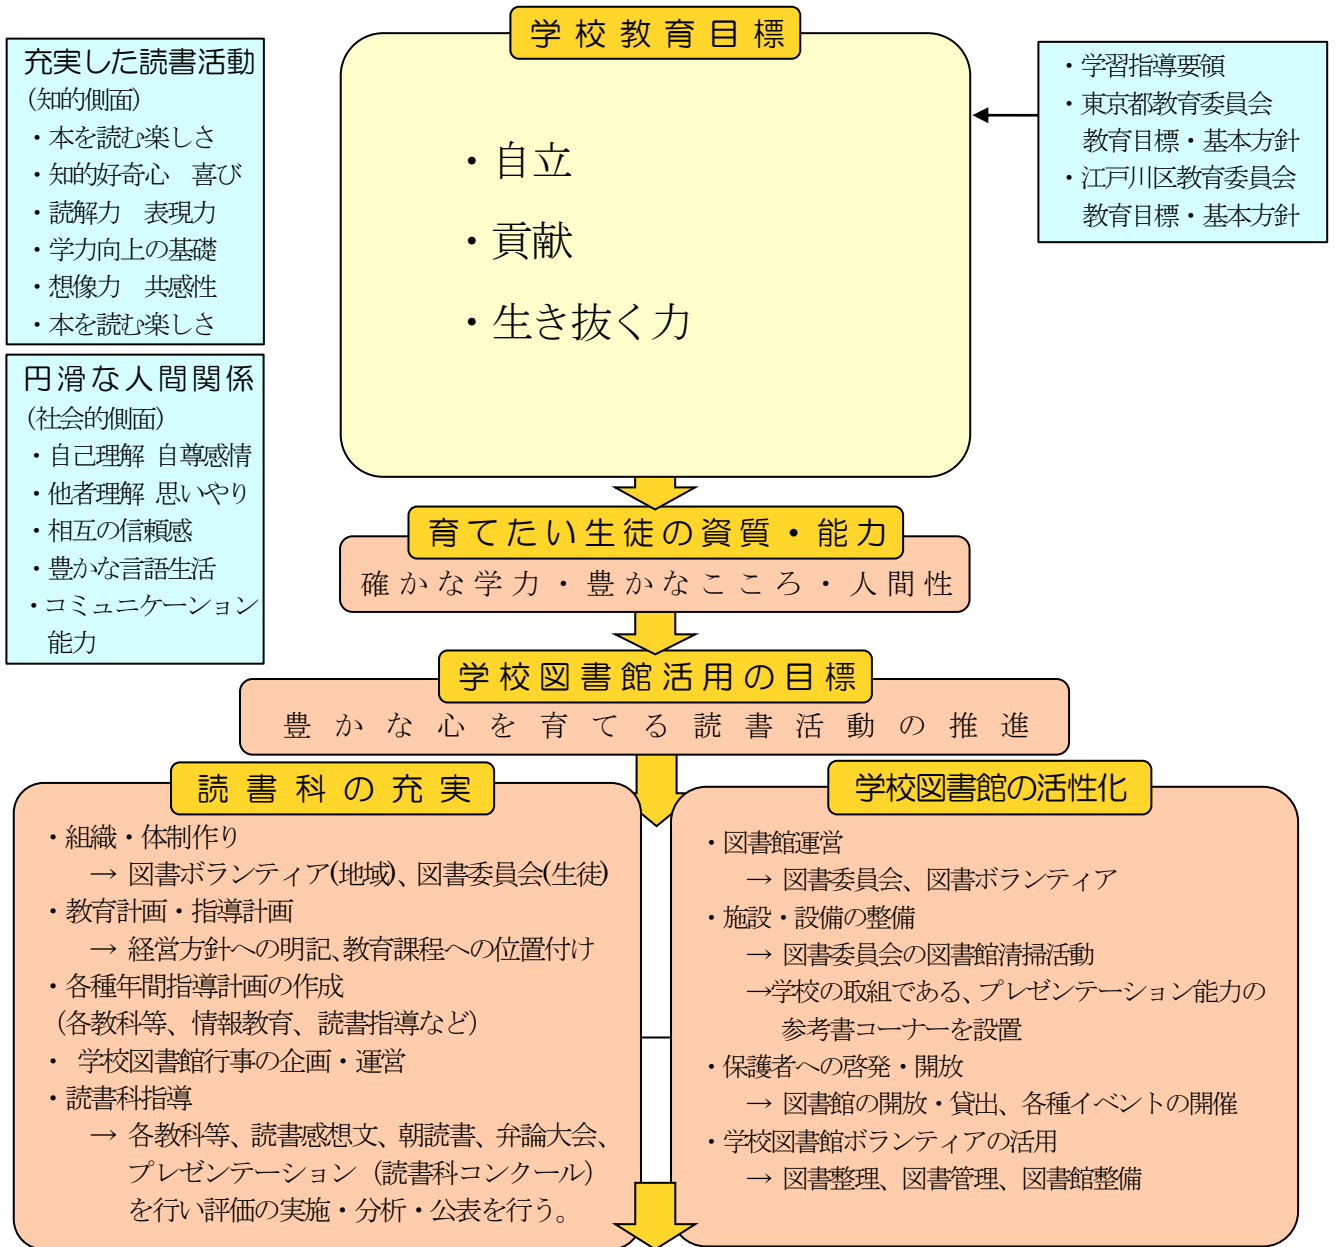 学校教育目標
・自立
・貢献
・生き抜く力
充実した読書活動
(知的側面)
・本を読む楽しさ
・知的好奇心　喜び
・読解力　表現力
・学力向上の基礎
・想像力　共感性
・本を読む楽しさ
円滑な人間関係
(社会的側面)
・自己理解 自尊感情
・他者理解 思いやり
・相互の信頼感
・豊かな言語生活
・コミュニケーション
能力
・学習指導要領
・東京都教育委員会
教育目標・基本方針
・江戸川区教育委員会
教育目標・基本方針
育てたい生徒の資質・能力
確かな学力・豊かなこころ・人間性
学校図書館活用の目標
豊かな心を育てる読書活動の推進
読書科の充実
・組織・体制作り
→ 図書ボランティア(地域)、図書委員会(生徒)
・教育計画・指導計画
→ 経営方針への明記、教育課程への位置付け
・各種年間指導計画の作成
(各教科等、情報教育、読書指導など)
・ 学校図書館行事の企画・運営
・読書科指導
→ 各教科等、読書感想文、朝読書、弁論大会、
プレゼンテーション（読書科コンクール）
を行い評価の実施・分析・公表を行う。
学校図書館の活性化
・図書館運営
→ 図書委員会、図書ボランティア
・施設・設備の整備
→ 図書委員会の図書館清掃活動
→学校の取組である、プレゼンテーション能力の
参考書コーナーを設置
・保護者への啓発・開放
→ 図書館の開放・貸出、各種イベントの開催
・学校図書館ボランティアの活用
→ 図書整理、図書管理、図書館整備